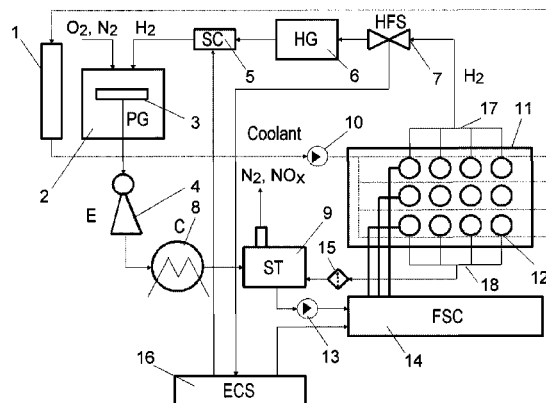 O2, N2
H2
SC
HG
HFS
1
5
6
7
H2
PG
3
17
11
Coolant
10
2
4
N2, NOx
E
C
8
9
ST
15
12
18
13
FSC
14
16
ECS